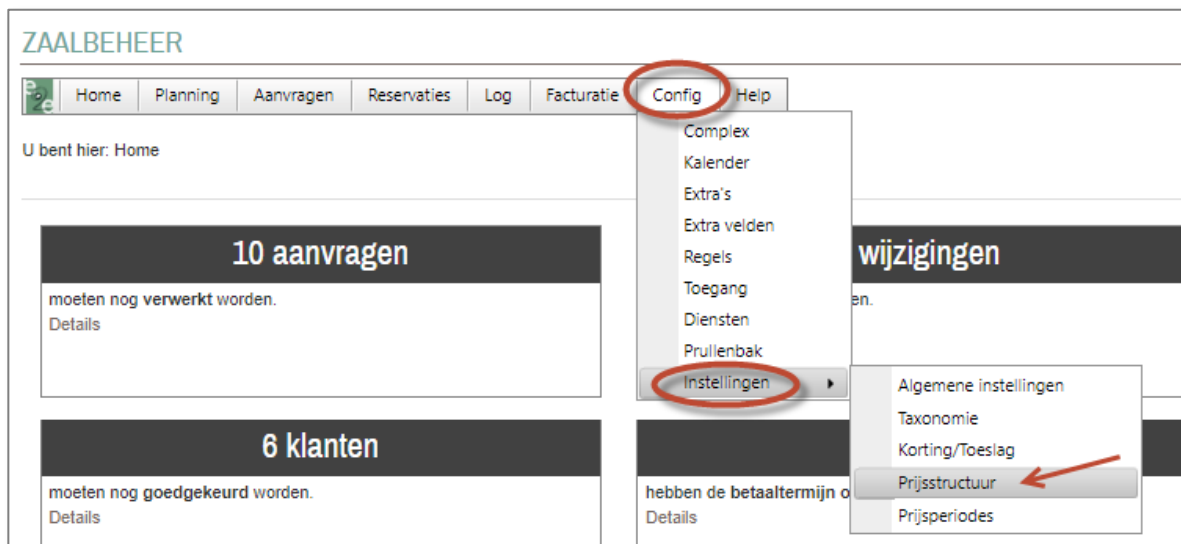 ZAALBEHEER
e2e Home Planning Aanvragen Reservaties Log Facturatie Config Help
Complex
U bent hier: Home
Kalender
Extra's
Extra velden
10 aanvragen
wijzigingen
Regels
Toegang
moeten nog verwerkt worden.
en.
Details
Diensten
Prullenbak
Instellingen
Algemene instellingen
Taxonomie
6 klanten
Korting/Toeslag
Prijsstructuur
moeten nog goedgekeurd worden.
hebben de betaaltermijn o
Details
Details
Prijsperiodes